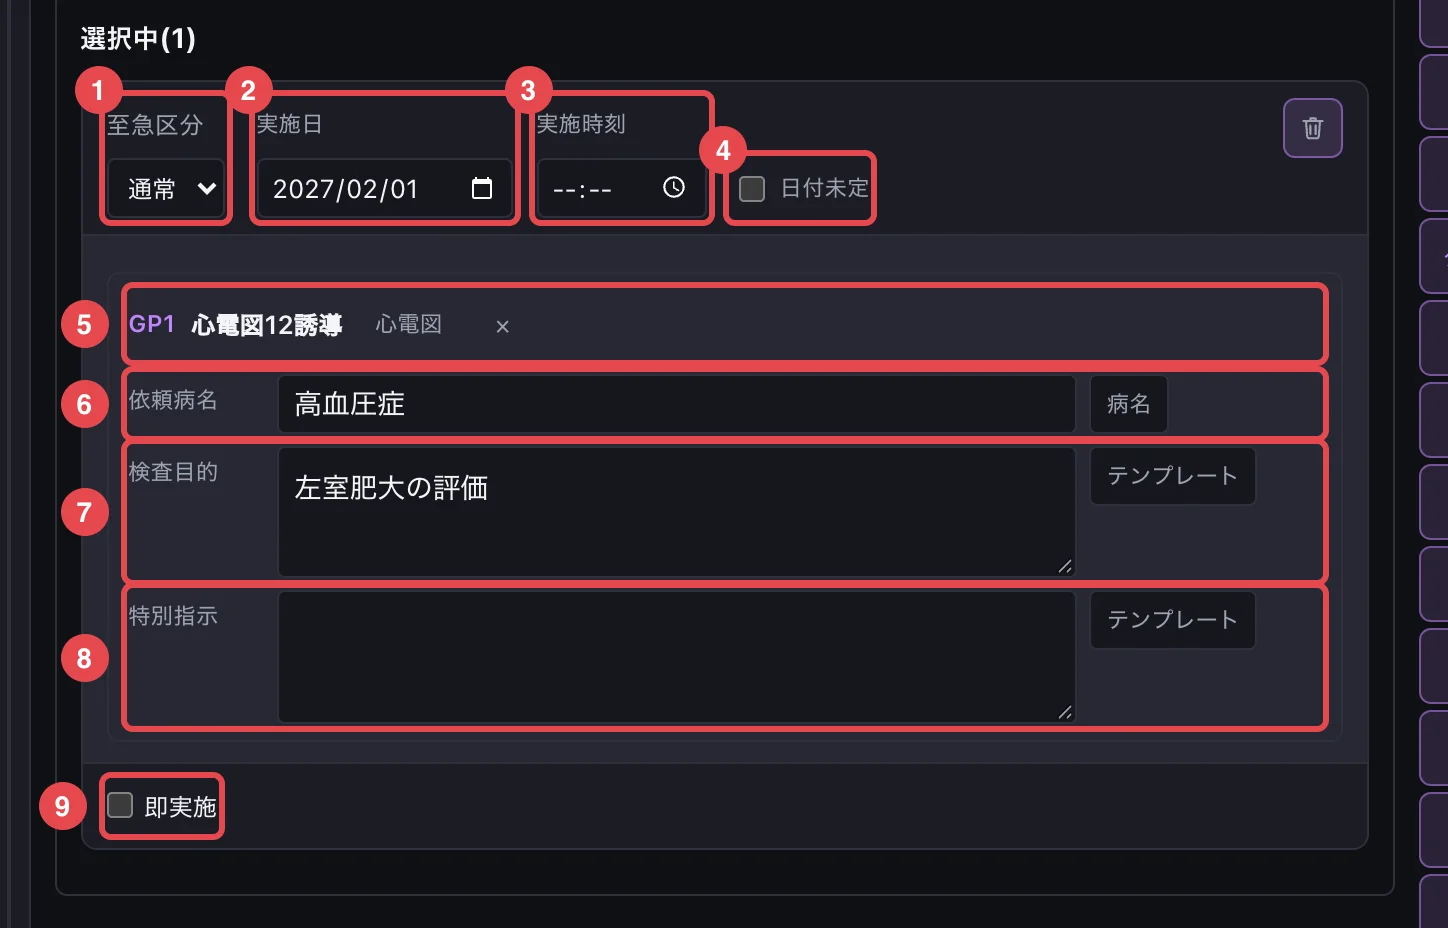 選択中(1)
1 2 3 4
至急区分 実施日 実施時刻
通常 2027/02/01 --:-- 日付未定
5 GP1 心電図12誘導 心電図 ×
6 依頼病名 高血圧症 病名
7 検査目的 左室肥大の評価 テンプレート
8 特別指示 テンプレート
9 即実施